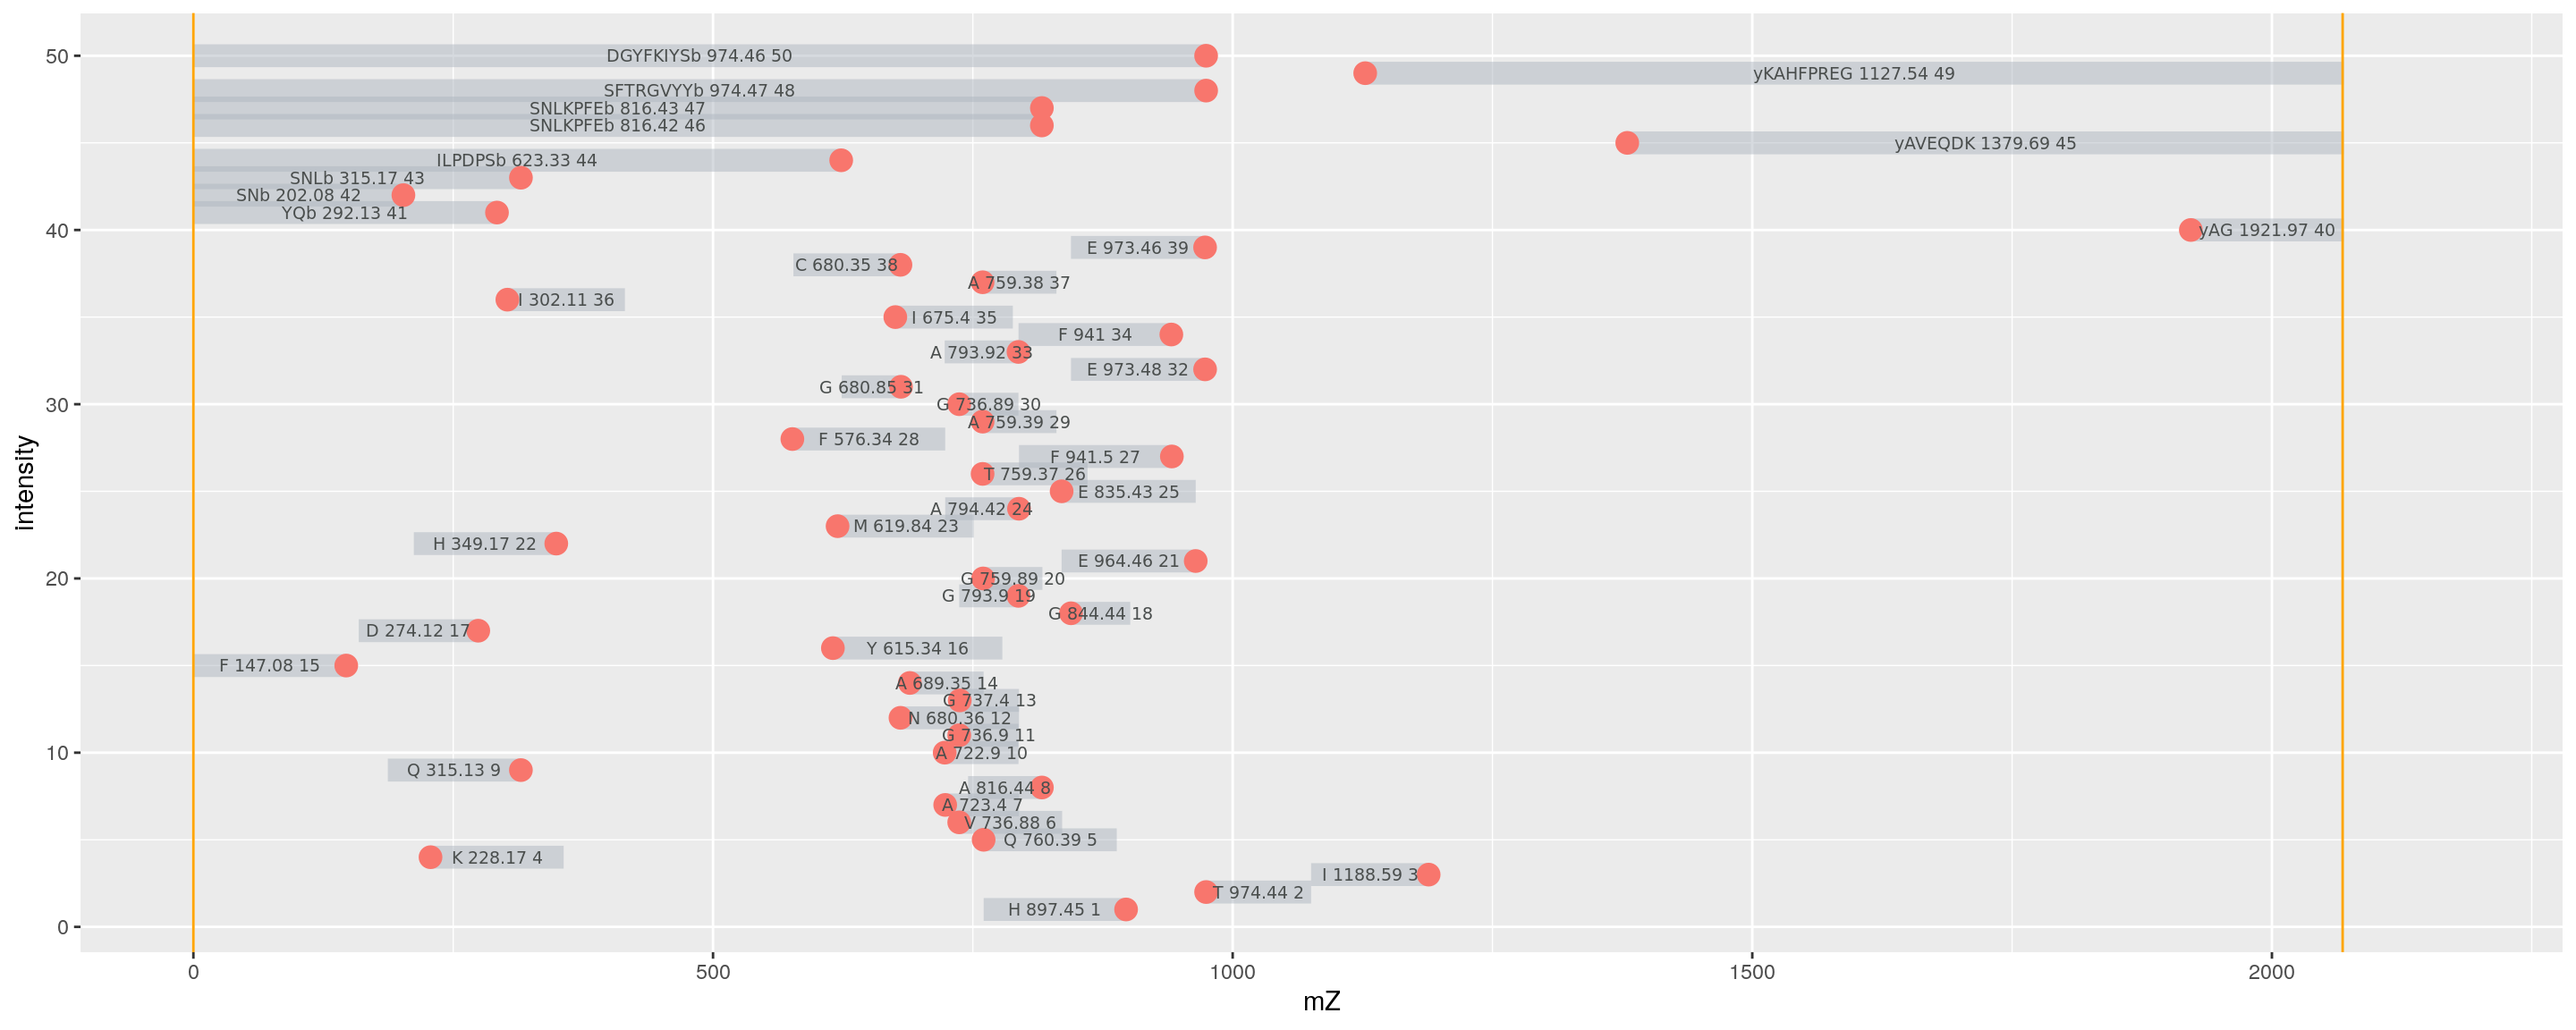 50
DGYFKIYSb 974.46 50
yKAHFPREG 1127.54 49
SFTRGVYYb 974.47 48
SNLKPFEb 816.43 47
SNLKPFEb 816.42 46
yAVEQDK 1379.69 45
ILPDPSb 623.33 44
SNLb 315.17 43
SNb 202.08 42
YQb 292.13 41
40
yAG 1921.97 40
E 973.46 39
C 680.35 38
A 759.38 37
I 302.11 36
I 675.4 35
F 941 34
A 793.92 33
E 973.48 32
G 680.85 31
30
G 736.89 30
A 759.39 29
F 576.34 28
F 941.5 27
T 759.37 26
E 835.43 25
A 794.42 24
M 619.84 23
H 349.17 22
E 964.46 21
20
G 759.89 20
G 793.9 19
G 844.44 18
D 274.12 17
Y 615.34 16
F 147.08 15
A 689.35 14
G 737.4 13
N 680.36 12
G 736.9 11
10
A 722.9 10
Q 315.13 9
A 816.44 8
A 723.4 7
V 736.88 6
Q 760.39 5
K 228.17 4
I 1188.59 3
T 974.44 2
H 897.45 1
0
intensity
0 500 1000 1500 2000
mZ